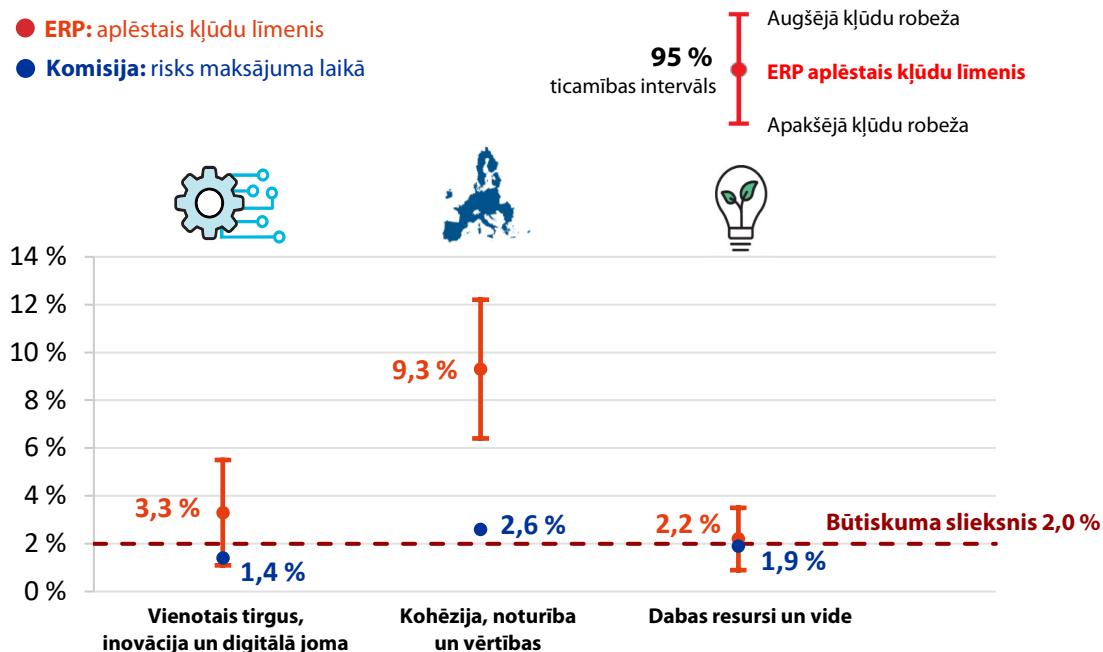 ERP: aplēstais kļūdu līmenis
Komisija: risks maksājuma laikā
95 %
ticamības intervāls
Augšējā kļūdu robeža
ERP aplēstais kļūdu līmenis
Apakšējā kļūdu robeža
14 %
12 %
10 %
8 %
6 %
4 %
2 %
0 %
3,3 %
1,4 %
9,3 %
2,6 %
2,2 %
1,9 %
Būtiskuma slieksnis 2,0 %
Vienotais tirgus,
inovācija un digitālā joma
Kohēzija, noturība
un vērtības
Dabas resursi un vide